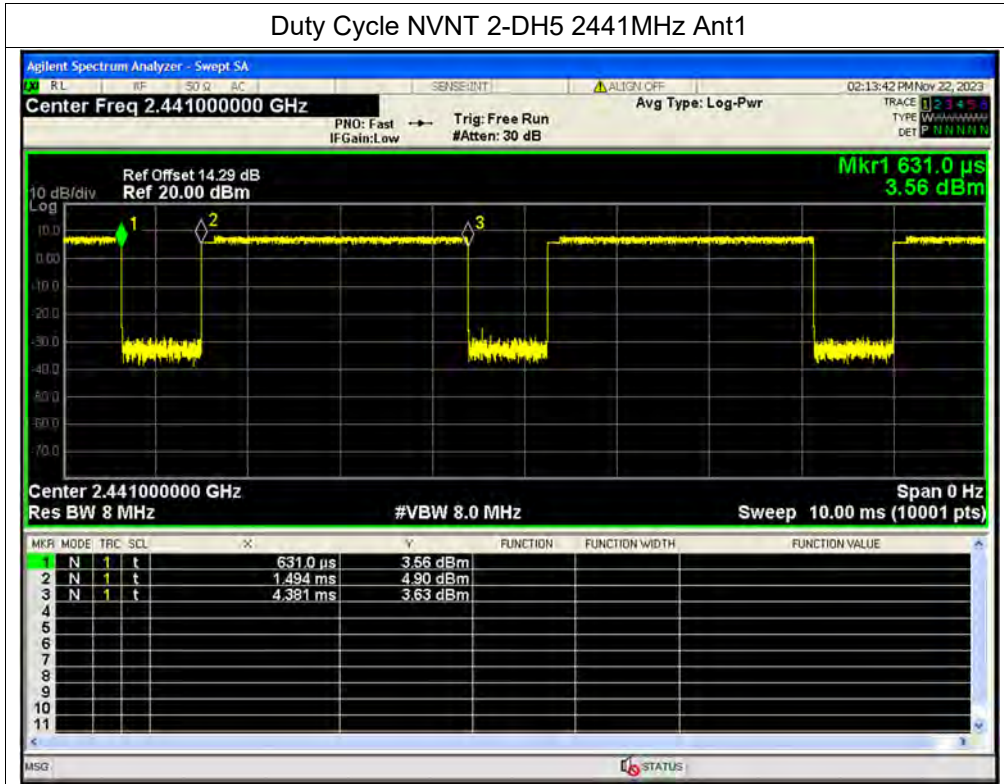 Duty Cycle NVNT 2-DH5 2441MHz Ant1
Agilent Spectrum Analyzer - Swept SA
RL RF 50 Ω AC SENSE:INT ALIGN OFF 02:13:42 PM Nov 22, 2023
Center Freq 2.441000000 GHz Avg Type: Log-Pwr TRACE 1 2 3 4 5 6
PNO: Fast Trig: Free Run TYPE W
IFGain:Low #Atten: 30 dB DET P N N N N N
Mkr1 631.0 µs
Ref Offset 14.29 dB
10 dB/div Ref 20.00 dBm 3.56 dBm
Log
10.0
0.00
-10.0
-20.0
-30.0
-40.0
-50.0
-60.0
-70.0
1 2 3
Center 2.441000000 GHz Span 0 Hz
Res BW 8 MHz #VBW 8.0 MHz Sweep 10.00 ms (10001 pts)
MKR MODE TRC SCL X Y FUNCTION FUNCTION WIDTH FUNCTION VALUE
1 N 1 t 631.0 µs 3.56 dBm
2 N 1 t 1.494 ms 4.90 dBm
3 N 1 t 4.381 ms 3.63 dBm
4
5
6
7
8
9
10
11
MSG STATUS